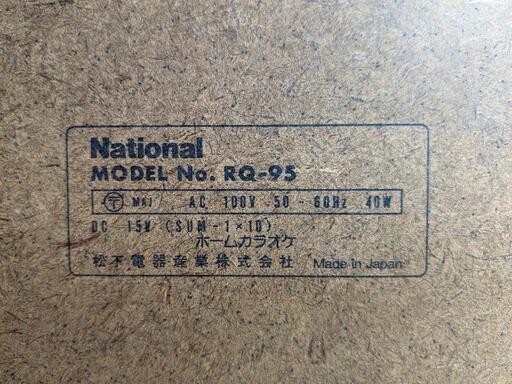 National
MODEL No. RQ-95
〒 MAI AC 100V 50-60Hz 40W
DC 15V (SUM-1×10)
ホームカラオケ
松下電器産業株式会社 Made in Japan